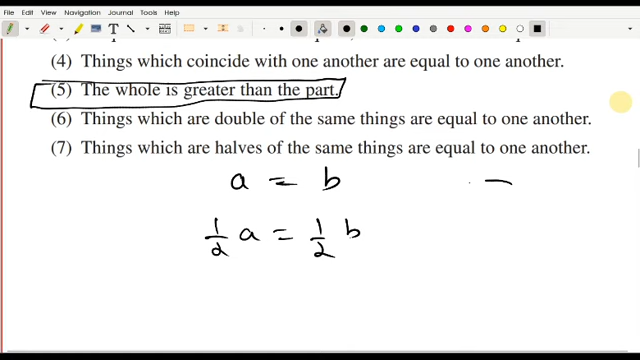 File Session Edit View Navigation Help
(4) Things which coincide with one another are equal to one another.
(5) The whole is greater than the part.
(6) Things which are double of the same things are equal to one another.
(7) Things which are halves of the same things are equal to one another.
a = b
1/2 a = 1/2 b